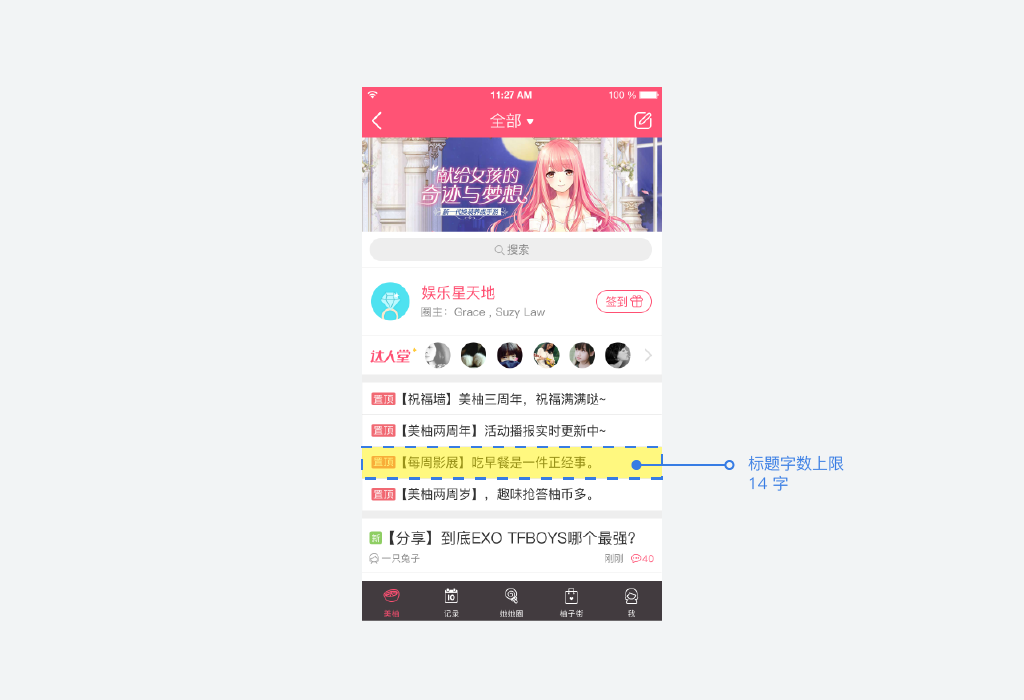 11:27 AM
100 %
全部
献给女孩的
奇迹与夢想
新一代换装养成手游
搜索
娱乐星天地
圈主：Grace , Suzy Law
签到
达人堂
置顶【祝福墙】美柚三周年，祝福满满哒~
置顶【美柚两周年】活动播报实时更新中~
置顶【每周影展】吃早餐是一件正经事。
置顶【美柚两周岁】，趣味抢答柚币多。
标题字数上限
14 字
新【分享】到底EXO TFBOYS哪个最强?
一只兔子
刚刚
40
美柚
10
记录
她她圈
柚子街
我